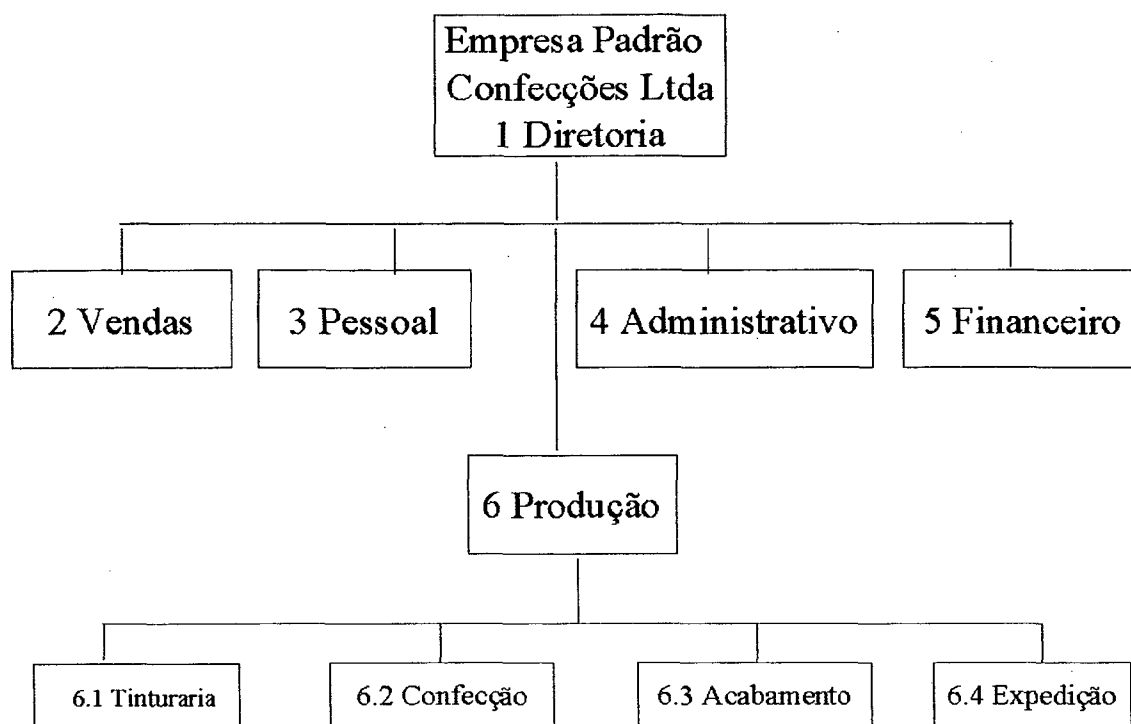 Empresa Padrão
Confecções Ltda
1 Diretoria
2 Vendas
3 Pessoal
4 Administrativo
5 Financeiro
6 Produção
6.1 Tinturaria
6.2 Confecção
6.3 Acabamento
6.4 Expedição